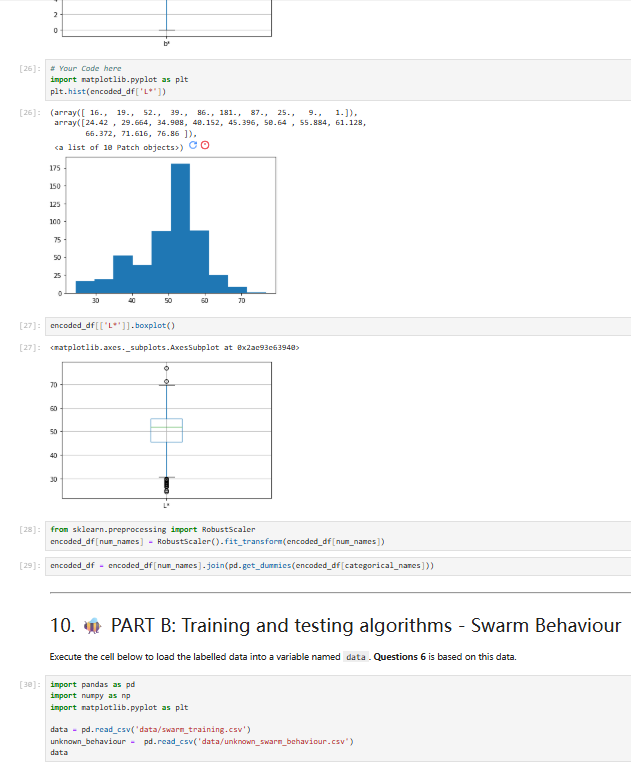 2
0
b*
[26]: # Your Code here
import matplotlib.pyplot as plt
plt.hist(encoded_df['L*'])
[26]: (array([ 16., 19., 52., 39., 86., 181., 87., 25., 9., 1.]),
array([24.42 , 29.664, 34.908, 40.152, 45.396, 50.64 , 55.884, 61.128,
66.372, 71.616, 76.86 ]),
<a list of 10 Patch objects>)
175
150
125
100
75
50
25
0
30 40 50 60 70
[27]: encoded_df[['L*']].boxplot()
[27]: <matplotlib.axes._subplots.AxesSubplot at 0x2ae93e63940>
70
60
50
40
30
L*
[28]: from sklearn.preprocessing import RobustScaler
encoded_df[num_names] = RobustScaler().fit_transform(encoded_df[num_names])
[29]: encoded_df = encoded_df[num_names].join(pd.get_dummies(encoded_df[categorical_names]))
10. 🐝 PART B: Training and testing algorithms - Swarm Behaviour
Execute the cell below to load the labelled data into a variable named data . Questions 6 is based on this data.
[30]: import pandas as pd
import numpy as np
import matplotlib.pyplot as plt
data = pd.read_csv('data/swarm_training.csv')
unknown_behaviour = pd.read_csv('data/unknown_swarm_behaviour.csv')
data